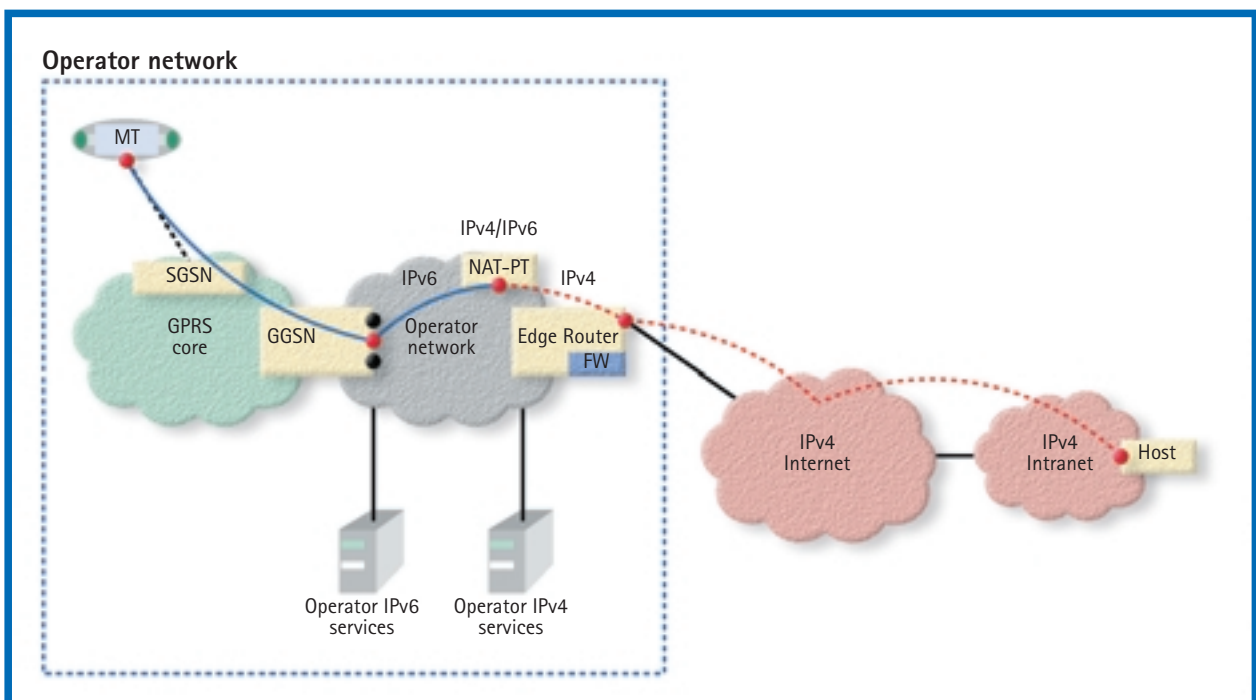 Operator network
MT
SGSN
GPRS
core
GGSN
IPv6
IPv4/IPv6
NAT-PT
IPv4
Operator
network
Edge Router
FW
IPv4
Internet
IPv4
Intranet
Host
Operator IPv6
services
Operator IPv4
services